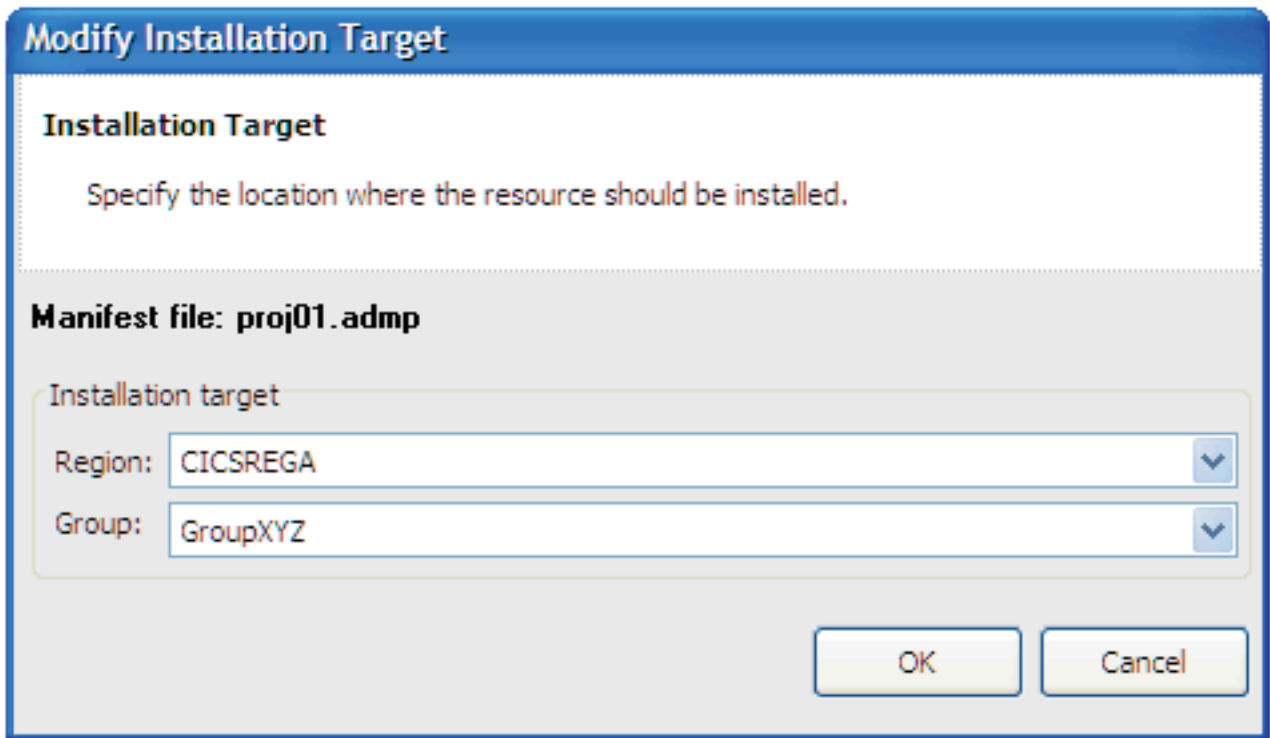 Modify Installation Target
Installation Target
Specify the location where the resource should be installed.
Manifest file: proj01.admp
Installation target
Region: CICSREGA
Group: GroupXYZ
OK Cancel